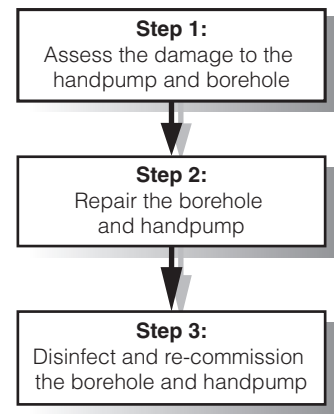 Step 1:
Assess the damage to the
handpump and borehole
Step 2:
Repair the borehole
and handpump
Step 3:
Disinfect and re-commission
the borehole and handpump